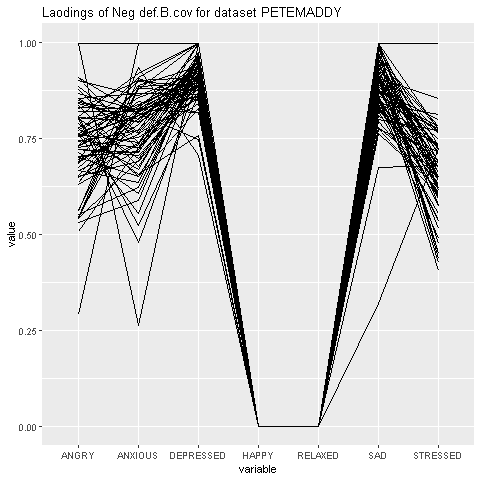 Laodings of Neg def.B.cov for dataset PETEMADDY
1.00
0.75
0.50
0.25
0.00
value
ANGRY ANXIOUS DEPRESSED HAPPY RELAXED SAD STRESSED
variable